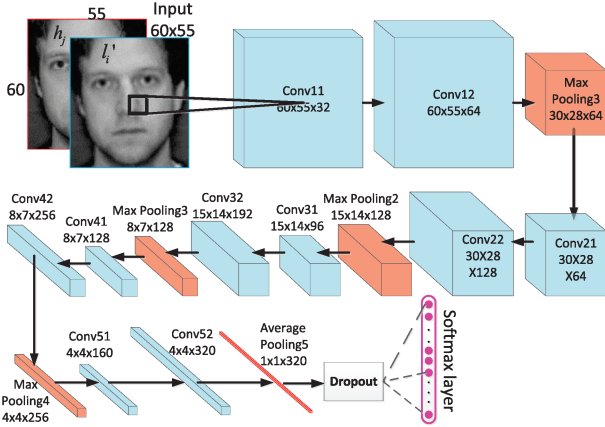 55
Input
60x55
h_j
l_i'
60
Conv11
60x55x32
Conv12
60x55x64
Max
Pooling3
30x28x64
Conv42
8x7x256
Conv41
8x7x128
Max Pooling3
8x7x128
Conv32
15x14x192
Conv31
15x14x96
Max Pooling2
15x14x128
Conv22
30X28
X128
Conv21
30X28
X64
Max
Pooling4
4x4x256
Conv51
4x4x160
Conv52
4x4x320
Average
Pooling5
1x1x320
Dropout
Softmax layer